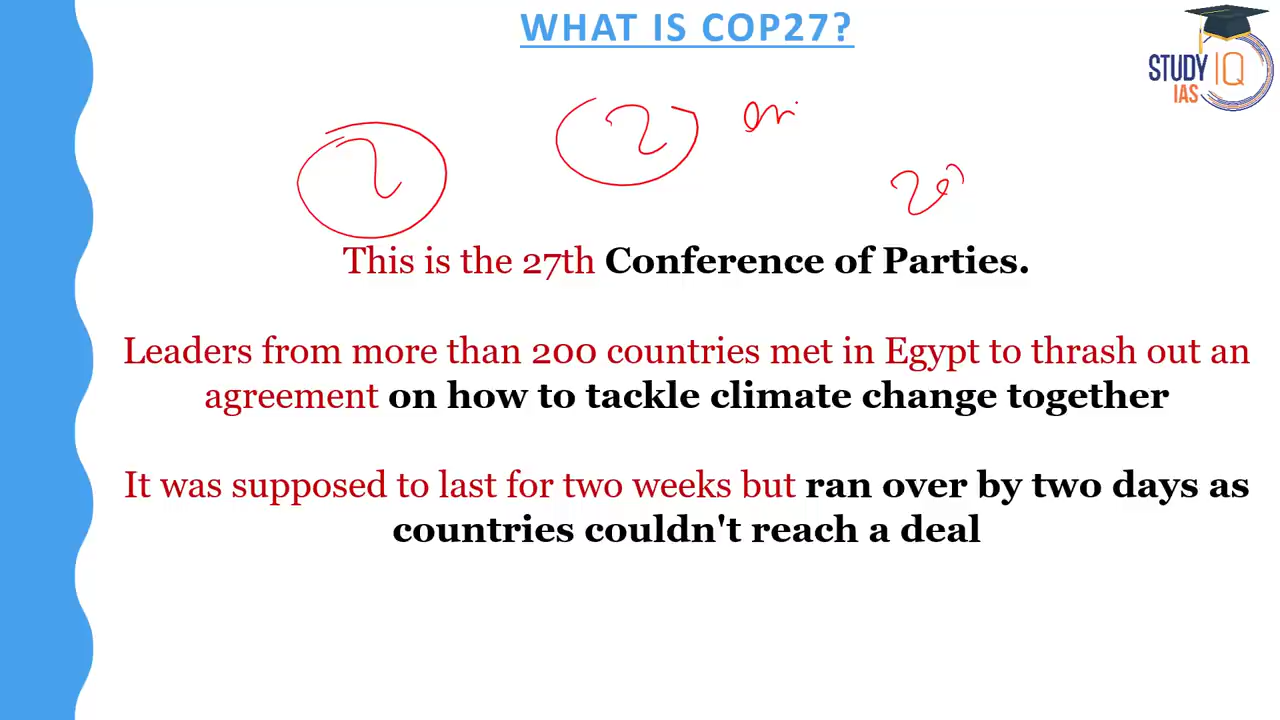 WHAT IS COP27?
STUDY IQ
IAS
2
2
This is the 27th Conference of Parties.
Leaders from more than 200 countries met in Egypt to thrash out an
agreement on how to tackle climate change together
It was supposed to last for two weeks but ran over by two days as
countries couldn't reach a deal